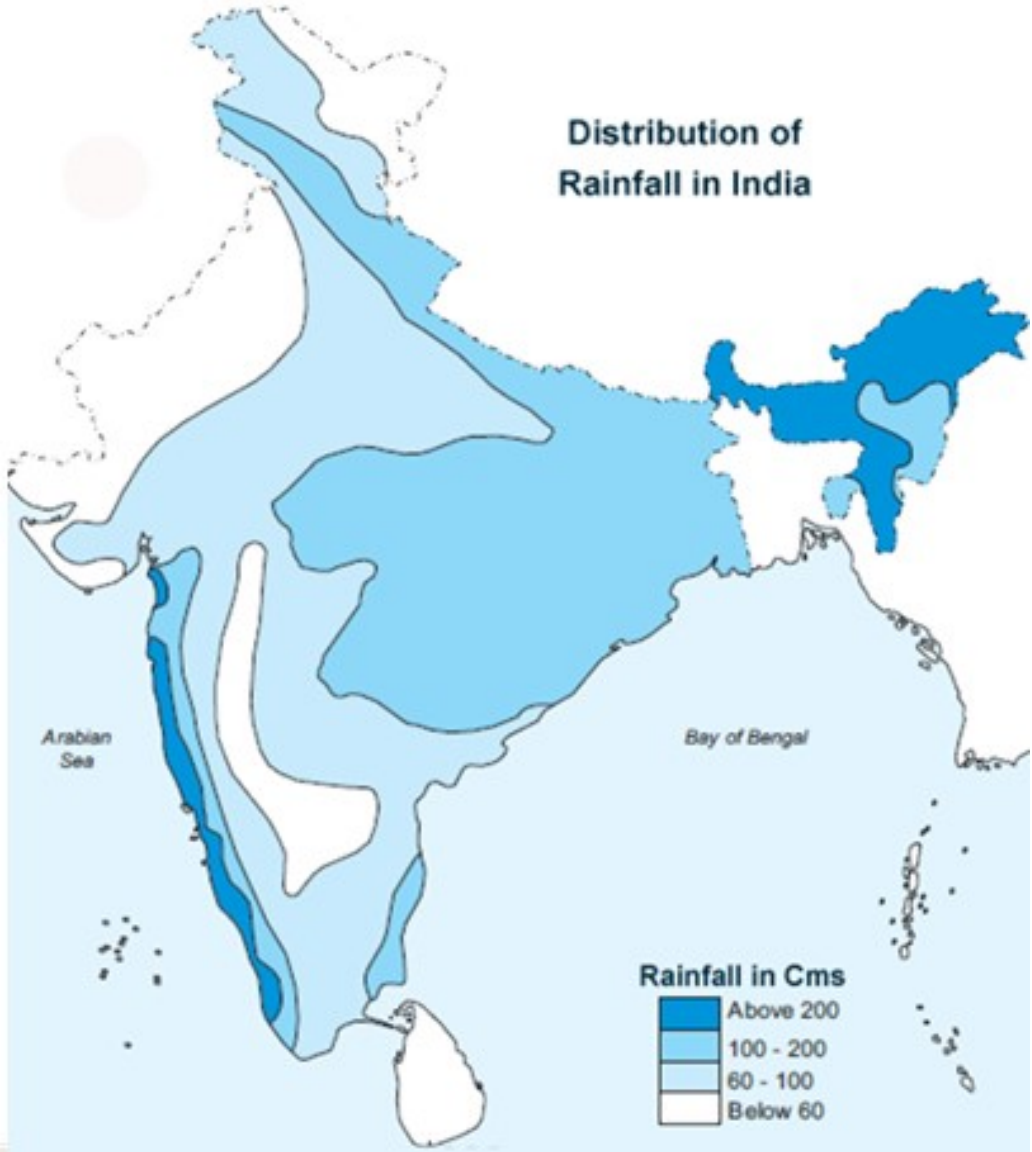 Distribution of
Rainfall in India
Arabian
Sea
Bay of Bengal
Rainfall in Cms
Above 200
100 - 200
60 - 100
Below 60